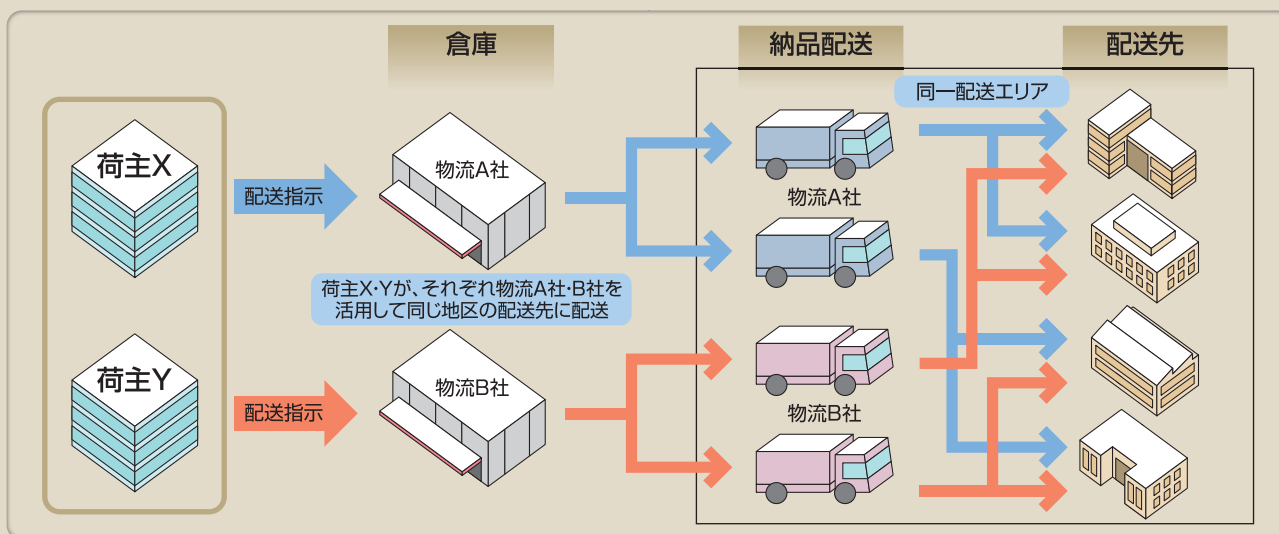 倉庫
納品配送
配送先
同一配送エリア
荷主X
配送指示
物流A社
物流A社
荷主X・Yが、それぞれ物流A社・B社を
活用して同じ地区の配送先に配送
荷主Y
配送指示
物流B社
物流B社